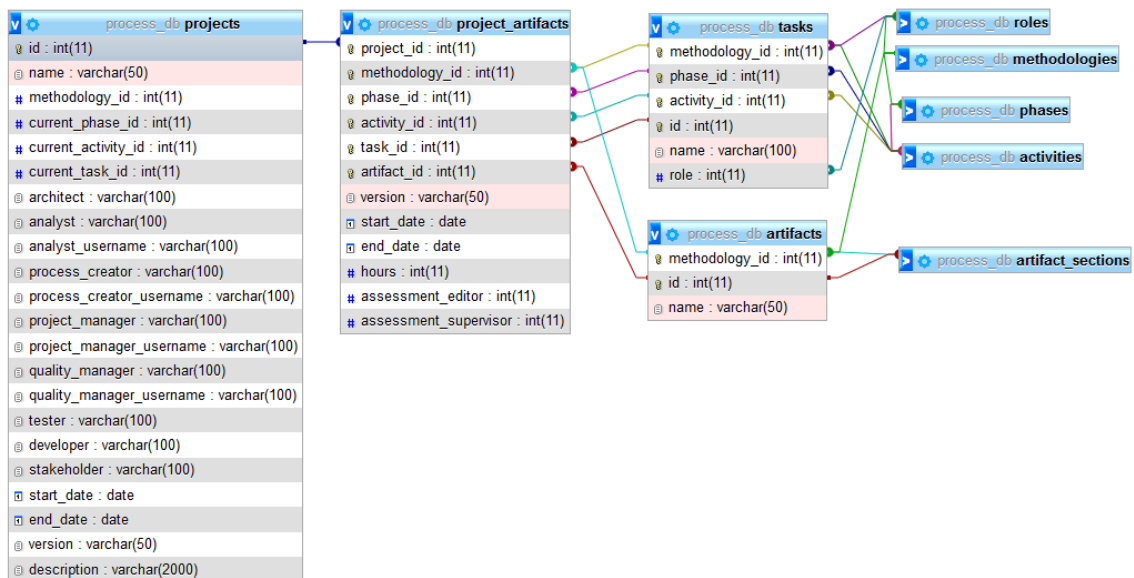 process_db projects
id : int(11)
name : varchar(50)
methodology_id : int(11)
current_phase_id : int(11)
current_activity_id : int(11)
current_task_id : int(11)
architect : varchar(100)
analyst : varchar(100)
analyst_username : varchar(100)
process_creator : varchar(100)
process_creator_username : varchar(100)
project_manager : varchar(100)
project_manager_username : varchar(100)
quality_manager : varchar(100)
quality_manager_username : varchar(100)
tester : varchar(100)
developer : varchar(100)
stakeholder : varchar(100)
start_date : date
end_date : date
version : varchar(50)
description : varchar(2000)
process_db project_artifacts
project_id : int(11)
methodology_id : int(11)
phase_id : int(11)
activity_id : int(11)
task_id : int(11)
artifact_id : int(11)
version : varchar(50)
start_date : date
end_date : date
hours : int(11)
assessment_editor : int(11)
assessment_supervisor : int(11)
process_db tasks
methodology_id : int(11)
phase_id : int(11)
activity_id : int(11)
id : int(11)
name : varchar(100)
role : int(11)
process_db artifacts
methodology_id : int(11)
id : int(11)
name : varchar(50)
process_db roles
process_db methodologies
process_db phases
process_db activities
process_db artifact_sections